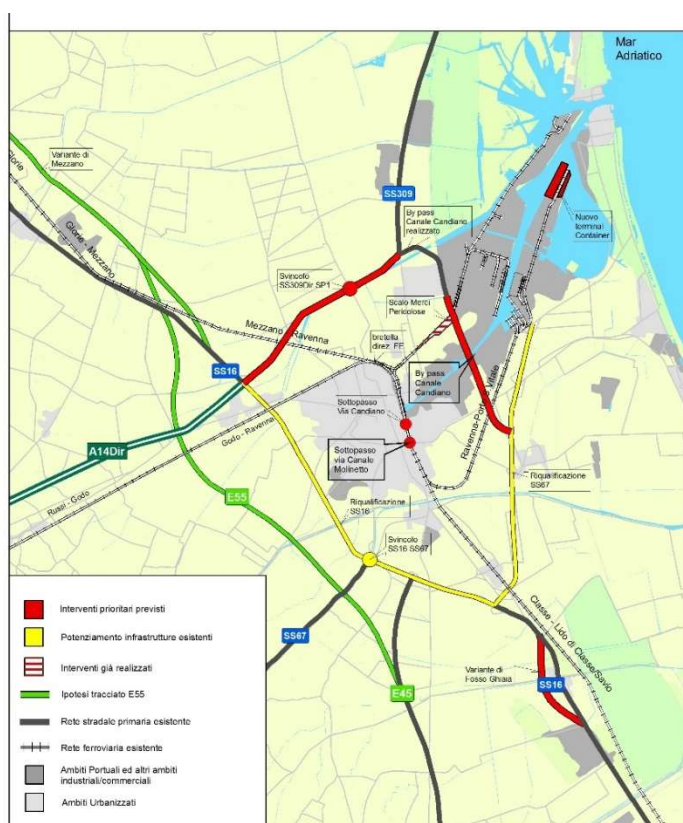 Mar
Adriatico
Variante di
Mezzano
SS309
By pass
Canale Candiano
realizzato
Nuovo
terminal
Container
Glorie - Mezzano
Svincolo
SS309Dir SP1
Scalo Merci
Pericolose
Mezzano - Ravenna
bretella
direz. FE
SS16
By pass
Canale
Candiano
Sottopasso
Via Candiano
A14Dir
Sottopasso
via Canale
Molinetto
Godo - Ravenna
Russi - Godo
Riqualificazione
SS67
E55
Riqualificazione
SS16
Svincolo
SS16 SS67
SS67
Classe - Lido di Classe/Savio
Variante di
Fosso Ghiaia
SS16
E45
Interventi prioritari previsti
Potenziamento infrastrutture esistenti
Interventi già realizzati
Ipotesi tracciato E55
Rete stradale primaria esistente
Rete ferroviaria esistente
Ambiti Portuali ed altri ambiti
industriali/commerciali
Ambiti Urbanizzati